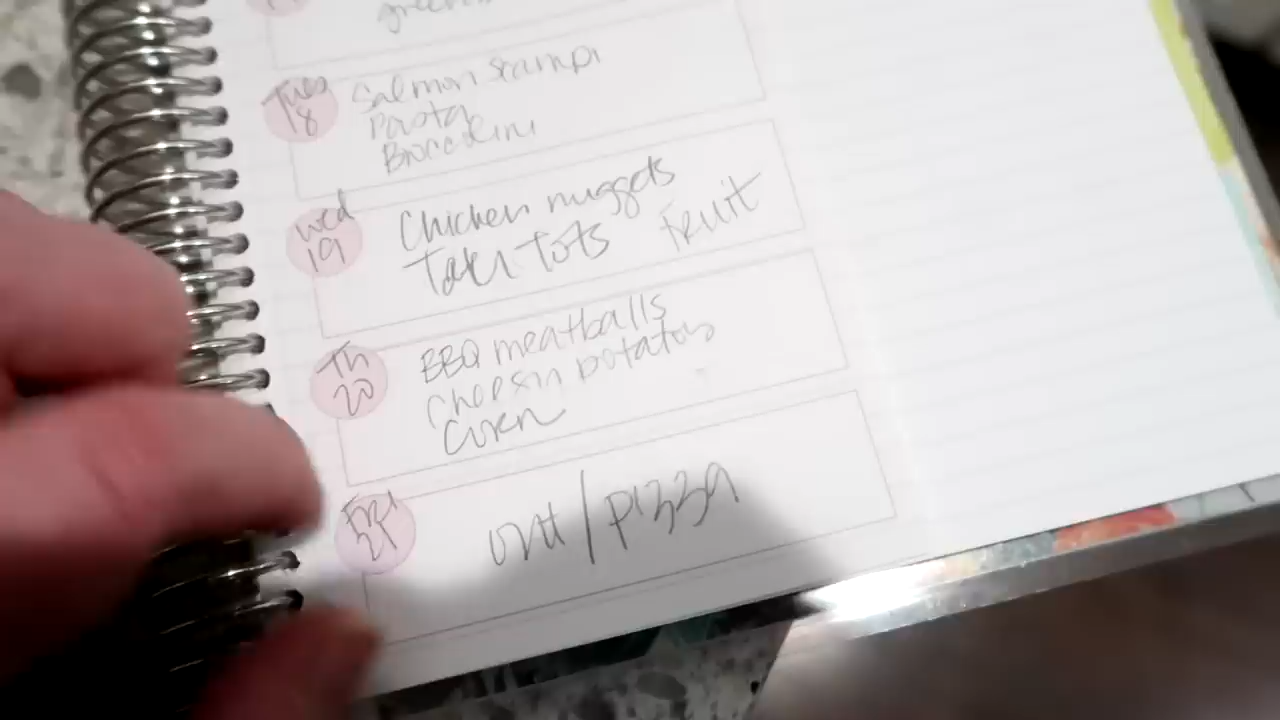 Tues 18
Salmon scampi
pasta
Broccolini
Wed 19
Chicken nuggets
Tater Tots Fruit
Th 20
BBQ meatballs
cheesin potatoes
Corn
Fri 21
out/pizza